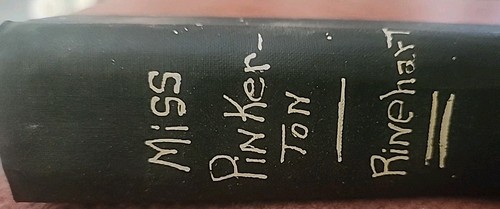 Miss
Pinker-
Ton
Rinehart